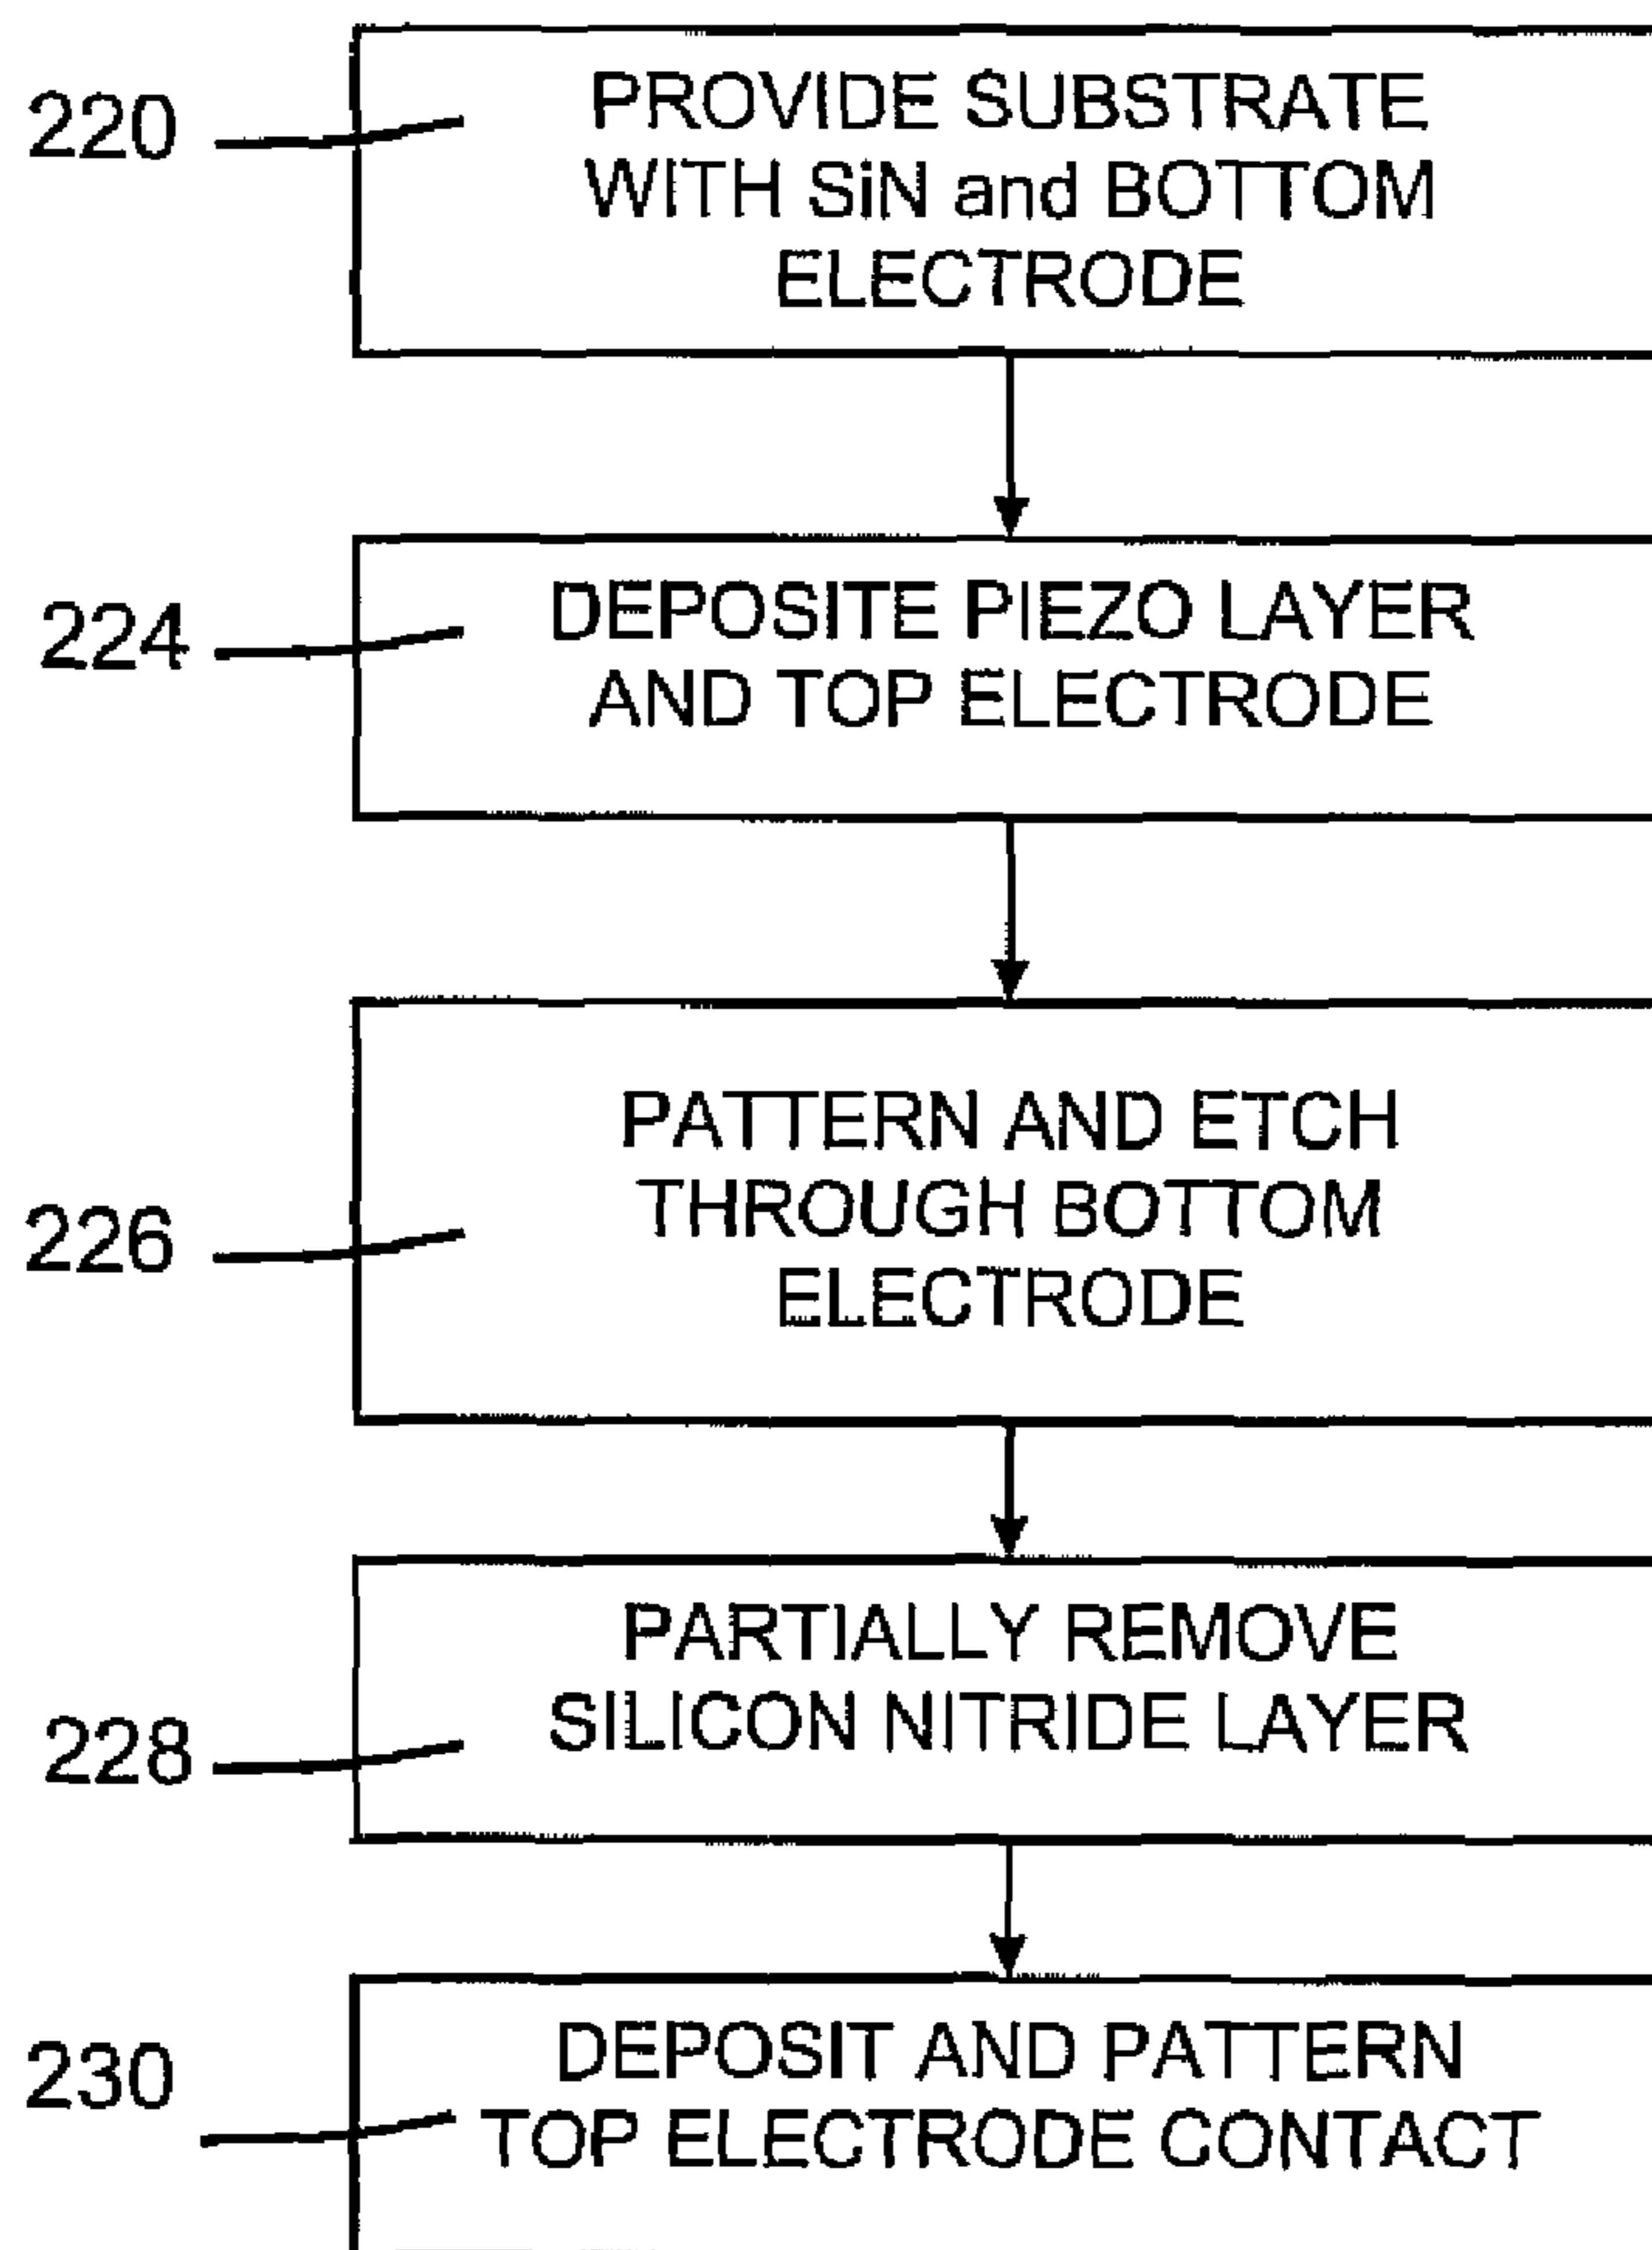 220
PROVIDE SUBSTRATE
WITH SiN and BOTTOM
ELECTRODE
224
DEPOSITE PIEZO LAYER
AND TOP ELECTRODE
226
PATTERN AND ETCH
THROUGH BOTTOM
ELECTRODE
228
PARTIALLY REMOVE
SILICON NITRIDE LAYER
230
DEPOSIT AND PATTERN
TOP ELECTRODE CONTACT